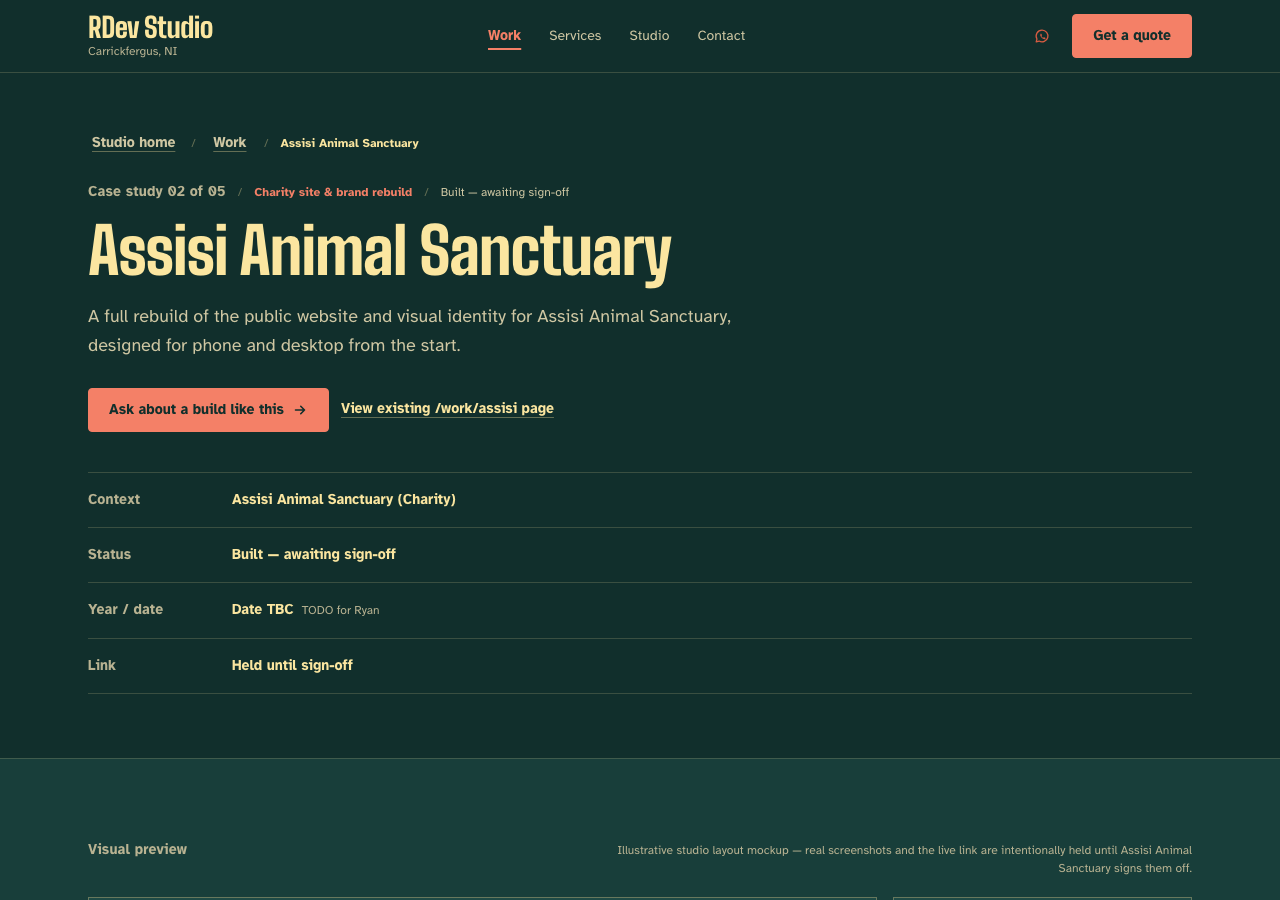 RDev Studio
Carrickfergus, NI
Work
Services
Studio
Contact
Get a quote
Studio home / Work / Assisi Animal Sanctuary
Case study 02 of 05 / Charity site & brand rebuild / Built — awaiting sign-off
Assisi Animal Sanctuary
A full rebuild of the public website and visual identity for Assisi Animal Sanctuary,
designed for phone and desktop from the start.
Ask about a build like this →
View existing /work/assisi page
Context Assisi Animal Sanctuary (Charity)
Status Built — awaiting sign-off
Year / date Date TBC TODO for Ryan
Link Held until sign-off
Visual preview
Illustrative studio layout mockup — real screenshots and the live link are intentionally held until Assisi Animal
Sanctuary signs them off.